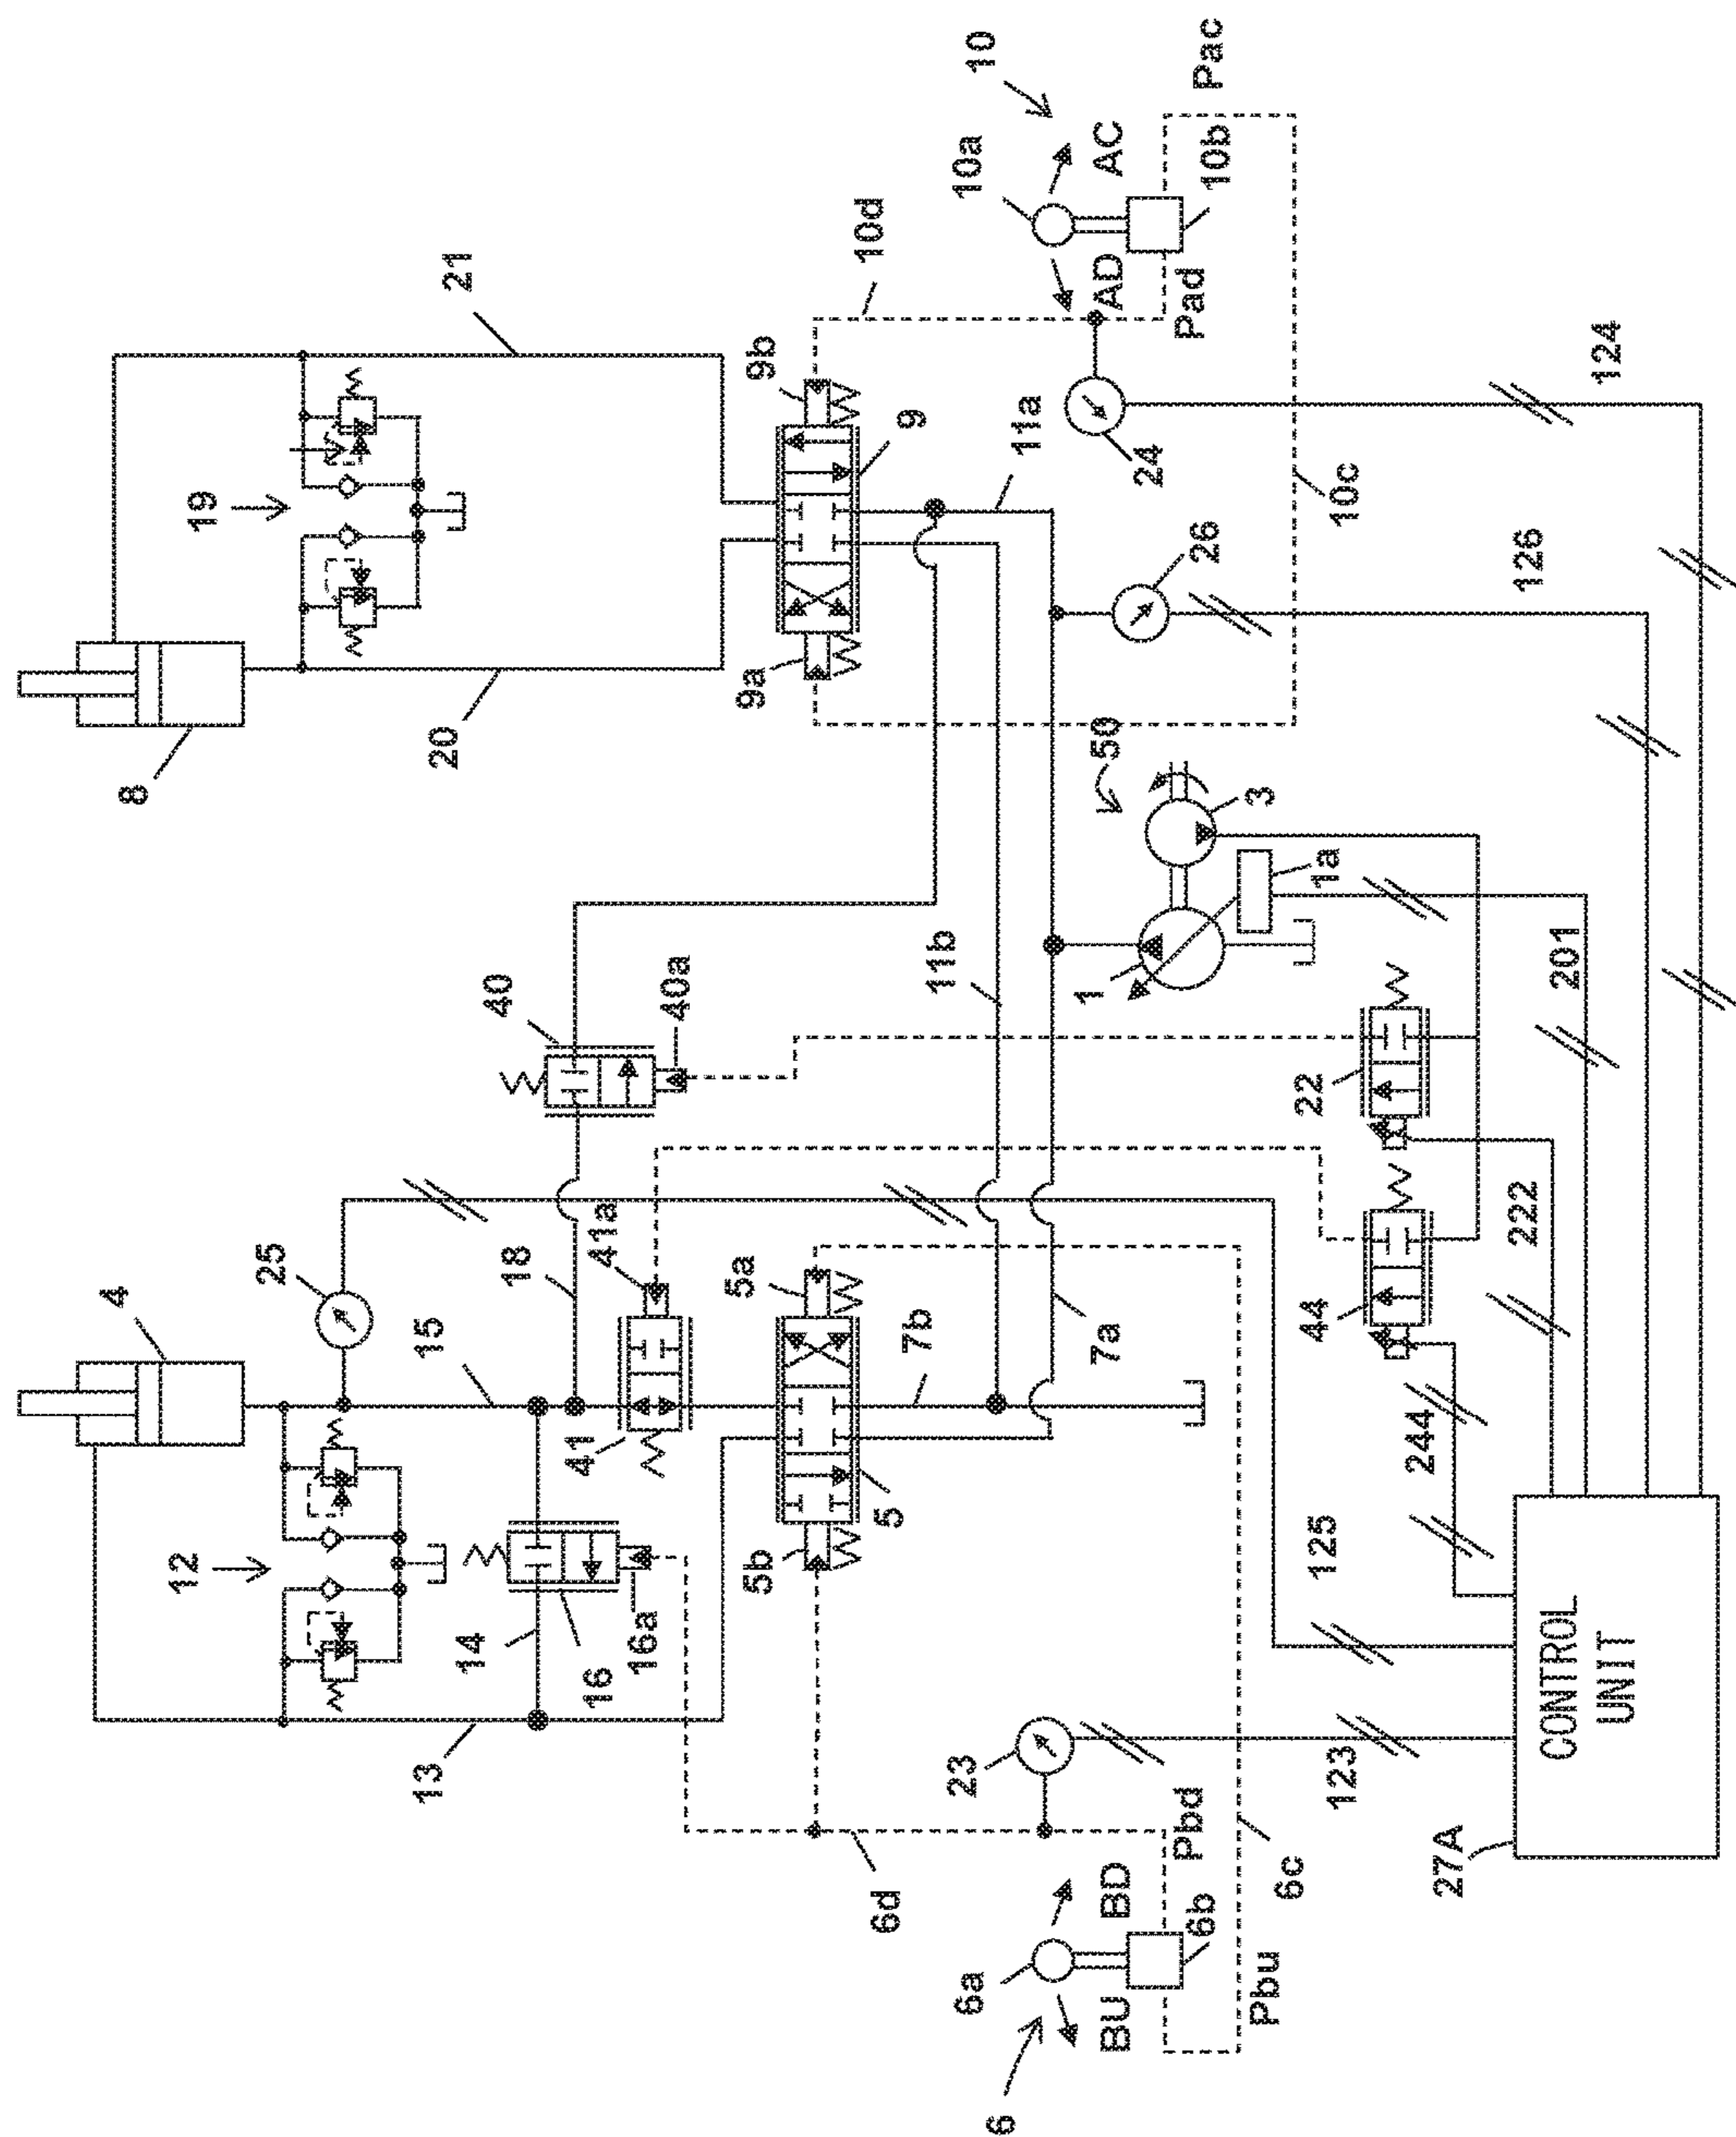 4
25
15
18
41a
41
12
14
16
16a
13
5a
5b
5
7b
7a
40
40a
11b
8
20
21
19
9a
9b
9
11a
10d
10
10a
AC
AD
10b
Pac
Pad
10c
24
26
124
126
50
3
1
1a
201
22
222
44
244
125
123
23
6d
6a
BD
BU
6b
Pbd
Pbu
6c
6
27A
CONTROL
UNIT